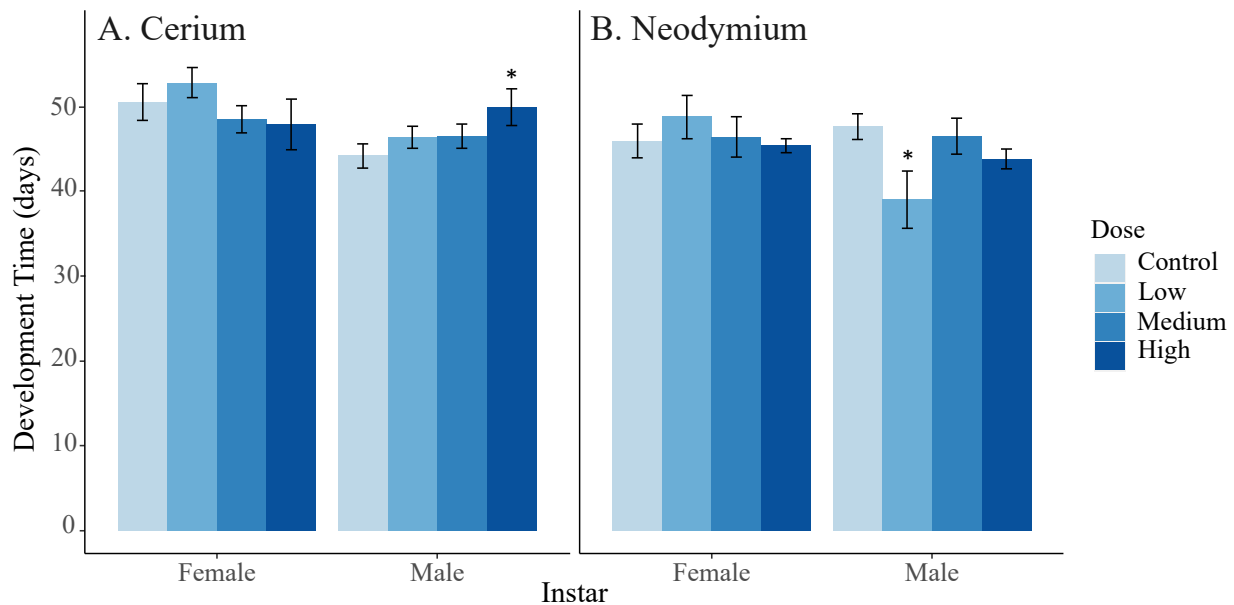 A. Cerium
B. Neodymium
*
*
Development Time (days)
50
40
30
20
10
0
Female
Male
Female
Male
Instar
Dose
Control
Low
Medium
High